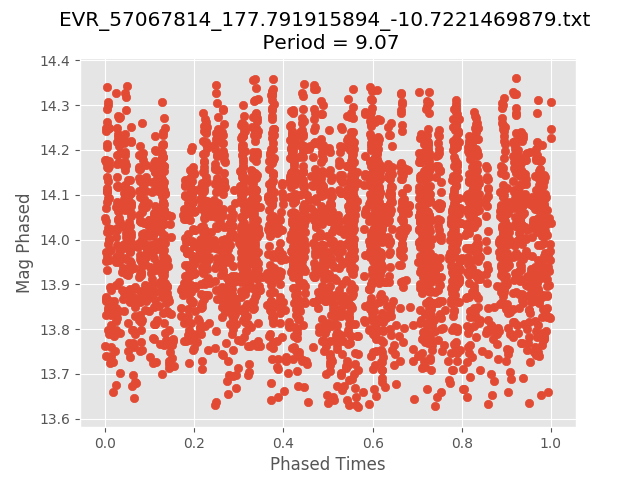 EVR_57067814_177.791915894_-10.7221469879.txt
Period = 9.07
14.4
14.3
14.2
14.1
14.0
13.9
13.8
13.7
13.6
Mag Phased
0.0 0.2 0.4 0.6 0.8 1.0
Phased Times